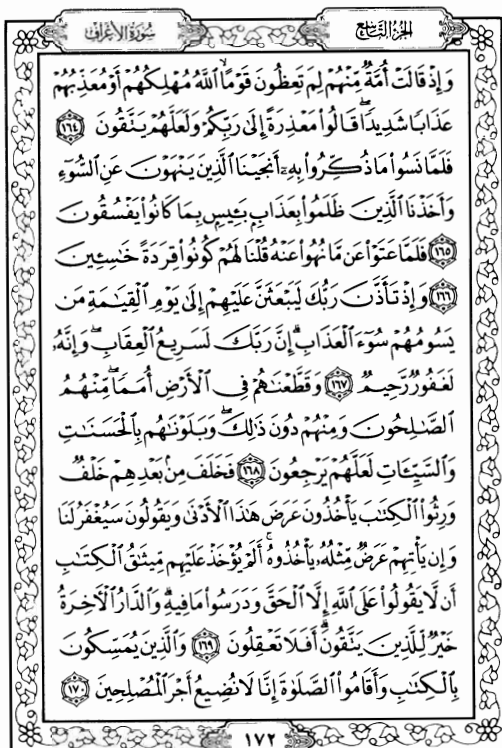 الجزء التاسع
سورة الأعراف
وَإِذْ قَالَتْ أُمَّةٌ مِّنْهُمْ لِمَ تَعِظُونَ قَوْمًا ۙ اللَّهُ مُهْلِكُهُمْ أَوْ مُعَذِّبُهُمْ
عَذَابًا شَدِيدًا ۖ قَالُوا مَعْذِرَةً إِلَىٰ رَبِّكُمْ وَلَعَلَّهُمْ يَتَّقُونَ ١٦٤
فَلَمَّا نَسُوا مَا ذُكِّرُوا بِهِ أَنجَيْنَا الَّذِينَ يَنْهَوْنَ عَنِ السُّوءِ
وَأَخَذْنَا الَّذِينَ ظَلَمُوا بِعَذَابٍ بَئِيسٍ بِمَا كَانُوا يَفْسُقُونَ
١٦٥ فَلَمَّا عَتَوْا عَن مَّا نُهُوا عَنْهُ قُلْنَا لَهُمْ كُونُوا قِرَدَةً خَاسِئِينَ
١٦٦ وَإِذْ تَأَذَّنَ رَبُّكَ لَيَبْعَثَنَّ عَلَيْهِمْ إِلَىٰ يَوْمِ الْقِيَامَةِ مَن
يَسُومُهُمْ سُوءَ الْعَذَابِ ۗ إِنَّ رَبَّكَ لَسَرِيعُ الْعِقَابِ ۖ وَإِنَّهُ
لَغَفُورٌ رَّحِيمٌ ١٦٧ وَقَطَّعْنَاهُمْ فِي الْأَرْضِ أُمَمًا ۖ مِّنْهُمُ
الصَّالِحُونَ وَمِنْهُمْ دُونَ ذَٰلِكَ ۖ وَبَلَوْنَاهُم بِالْحَسَنَاتِ
وَالسَّيِّئَاتِ لَعَلَّهُمْ يَرْجِعُونَ ١٦٨ فَخَلَفَ مِن بَعْدِهِمْ خَلْفٌ
وَرِثُوا الْكِتَابَ يَأْخُذُونَ عَرَضَ هَٰذَا الْأَدْنَىٰ وَيَقُولُونَ سَيُغْفَرُ لَنَا
وَإِن يَأْتِهِمْ عَرَضٌ مِّثْلُهُ يَأْخُذُوهُ ۚ أَلَمْ يُؤْخَذْ عَلَيْهِم مِّيثَاقُ الْكِتَابِ
أَن لَّا يَقُولُوا عَلَى اللَّهِ إِلَّا الْحَقَّ وَدَرَسُوا مَا فِيهِ ۗ وَالدَّارُ الْآخِرَةُ
خَيْرٌ لِّلَّذِينَ يَتَّقُونَ ۗ أَفَلَا تَعْقِلُونَ ١٦٩ وَالَّذِينَ يُمَسِّكُونَ
بِالْكِتَابِ وَأَقَامُوا الصَّلَاةَ إِنَّا لَا نُضِيعُ أَجْرَ الْمُصْلِحِينَ ١٧٠
١٧٢